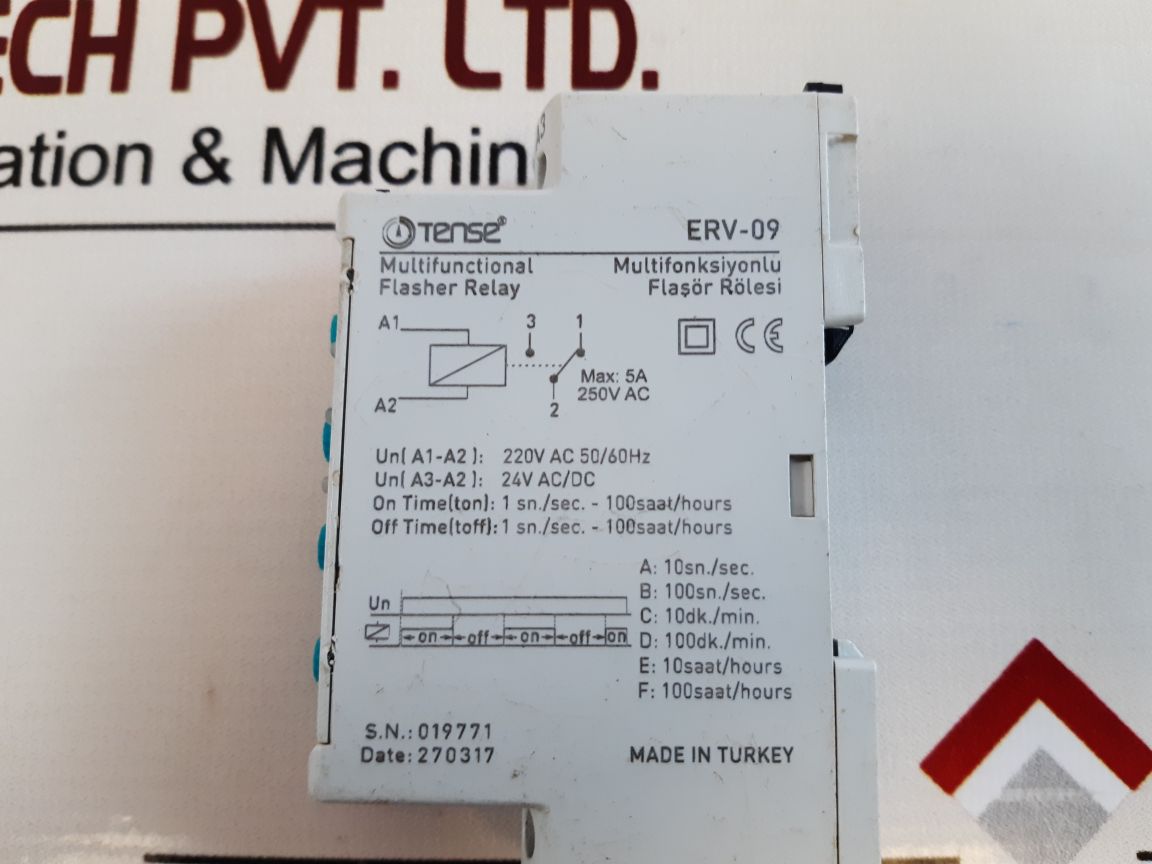 ECH PVT. LTD.
ation & Machin
A3
TENSE® ERV-09
Multifunctional Multifonksiyonlu
Flasher Relay Flaşör Rölesi
A1 3 1
CE
Max: 5A
250V AC
A2 2
Un( A1-A2 ): 220V AC 50/60Hz
Un( A3-A2 ): 24V AC/DC
On Time(ton): 1 sn./sec. - 100saat/hours
Off Time(toff): 1 sn./sec. - 100saat/hours
A: 10sn./sec.
B: 100sn./sec.
C: 10dk./min.
D: 100dk./min.
E: 10saat/hours
F: 100saat/hours
Un
on off on off on
S.N.: 019771
Date: 270317 MADE IN TURKEY